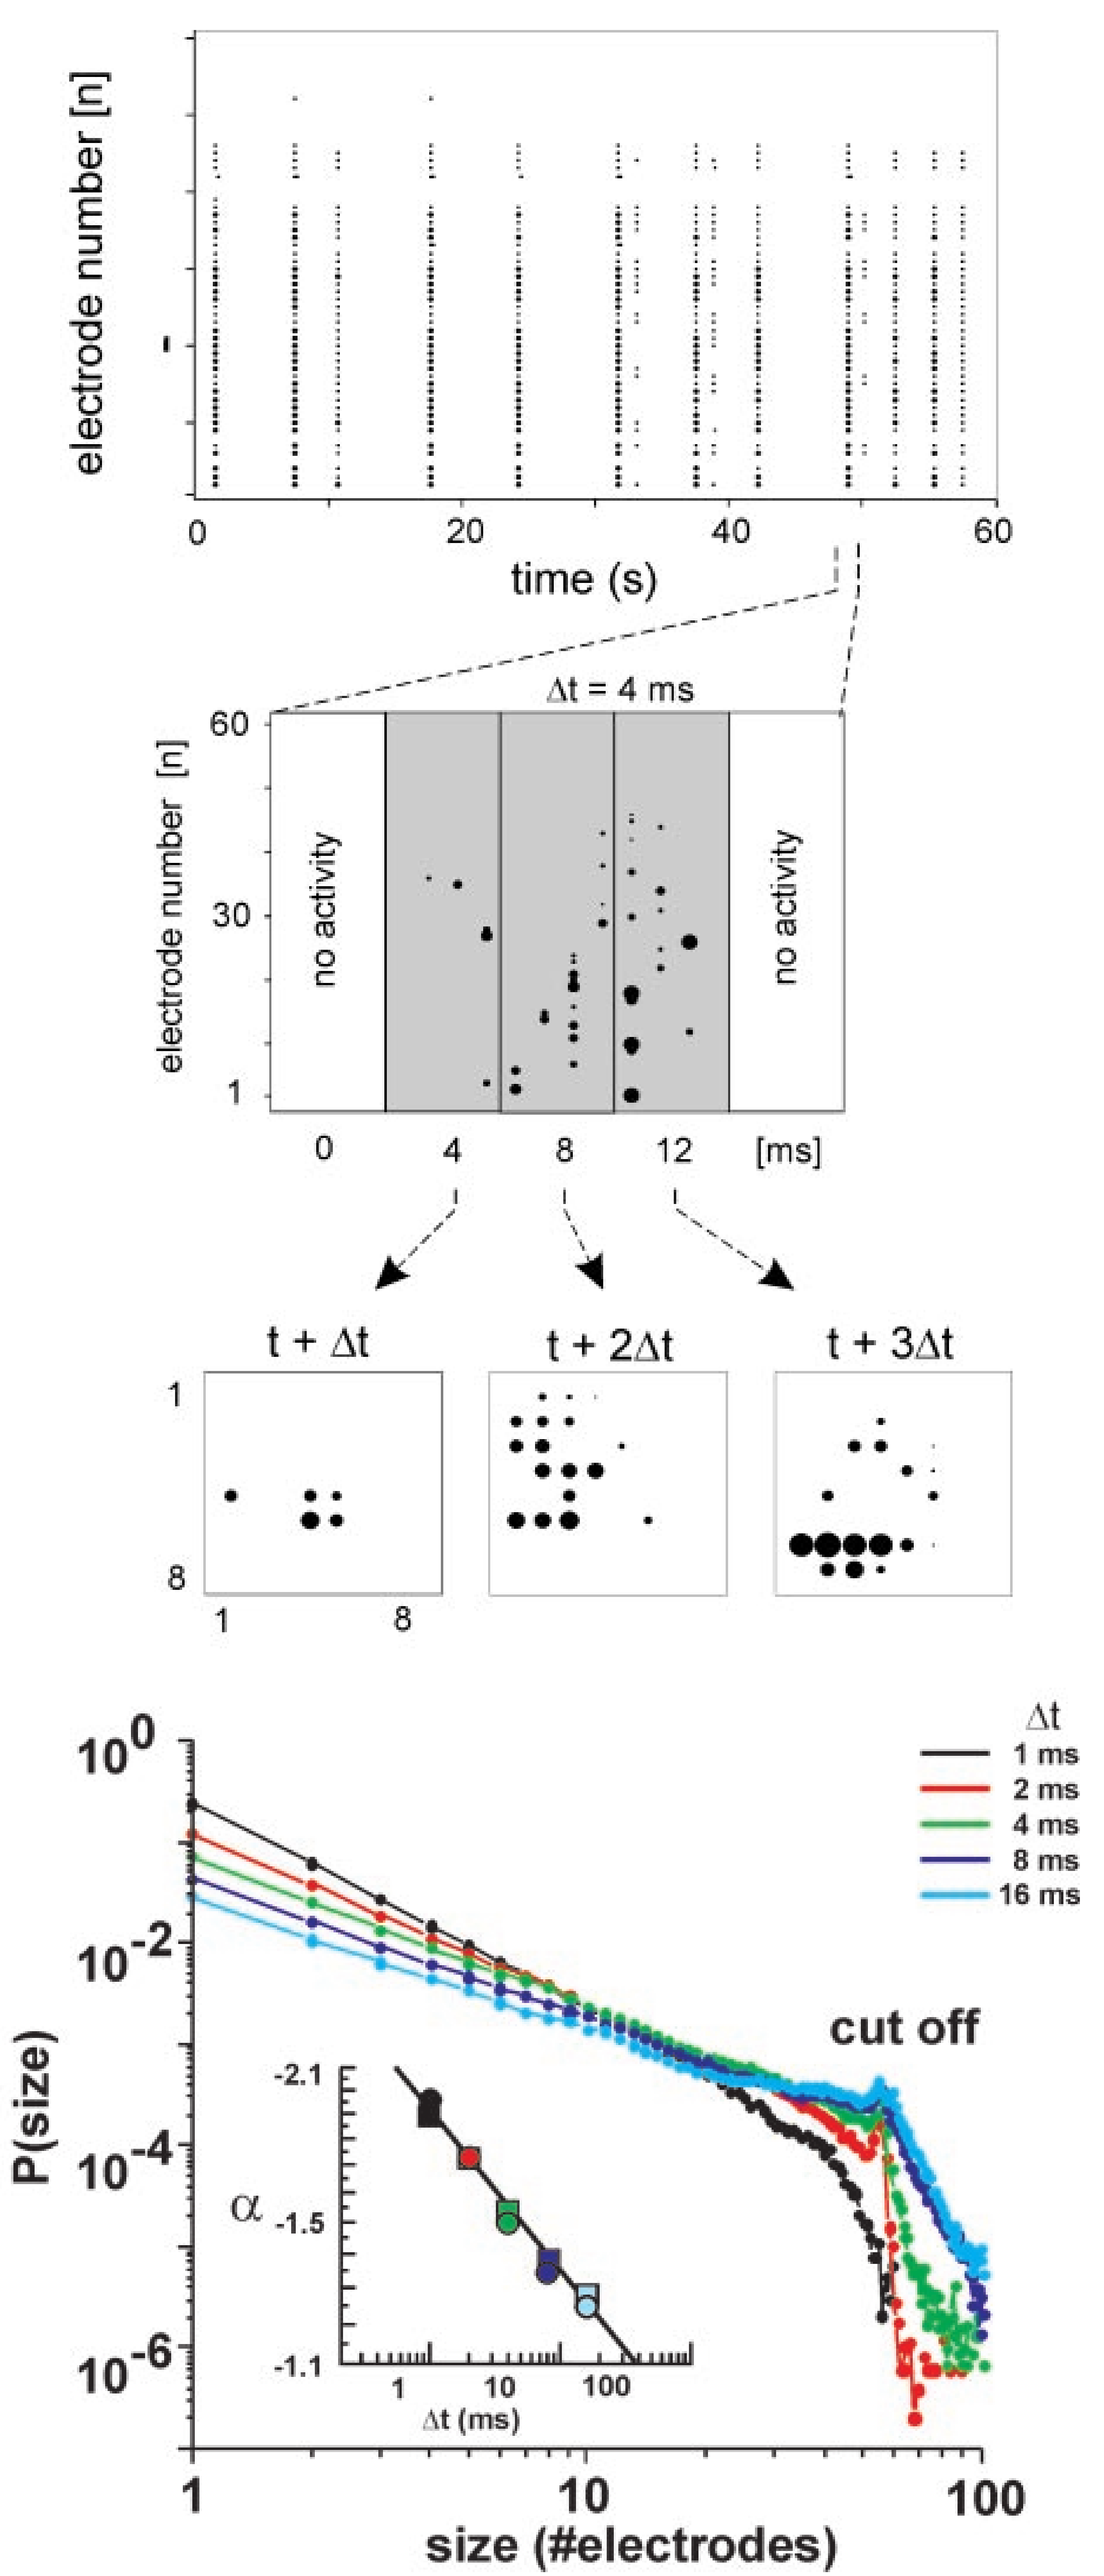 electrode number [n]
0 20 40 60
time (s)
Δt = 4 ms
60
electrode number [n]
no activity
no activity
30
1
0 4 8 12 [ms]
t + Δt t + 2Δt t + 3Δt
1
8
1 8
Δt
1 ms
2 ms
4 ms
8 ms
16 ms
10^0
10^-2
cut off
P(size)
-2.1
α
-1.5
10^-4
-1.1
10^-6
1 10 100
Δt (ms)
1 10 100
size (#electrodes)